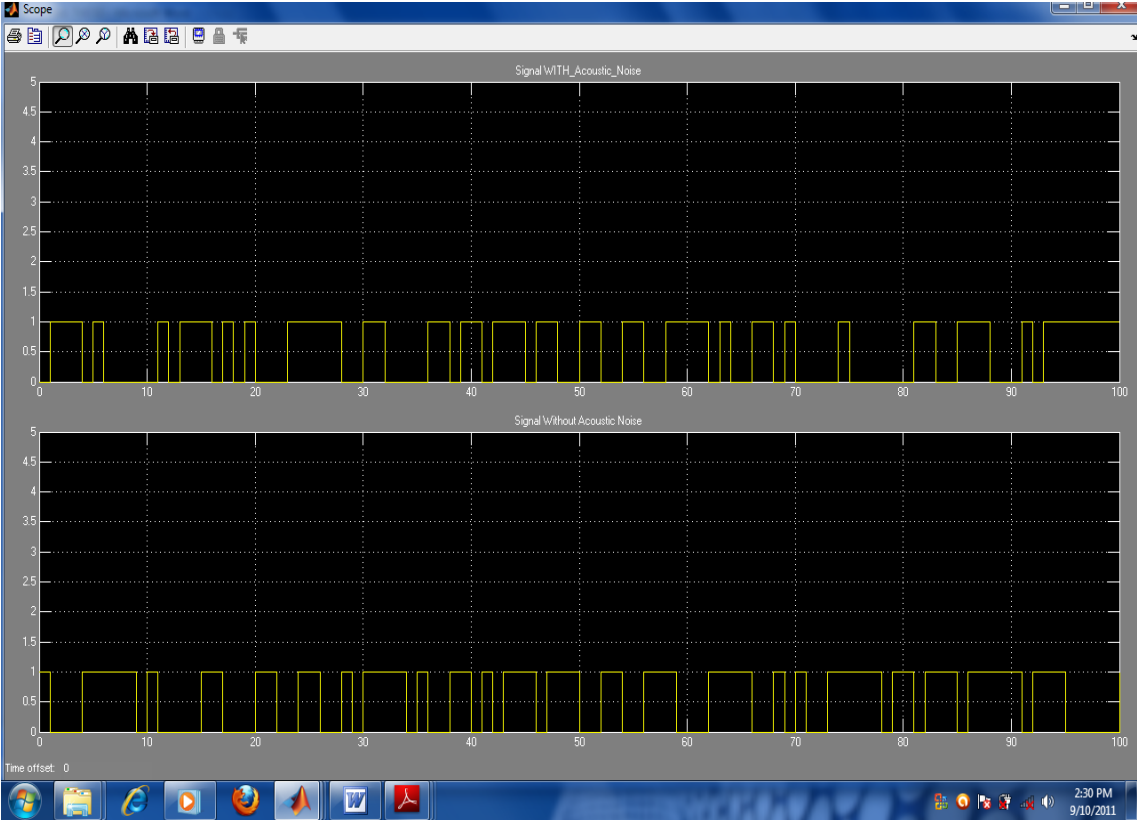 Scope
Signal WITH_Acoustic_Noise
5
4.5
4
3.5
3
2.5
2
1.5
1
0.5
0
0 10 20 30 40 50 60 70 80 90 100
Signal Without Acoustic Noise
5
4.5
4
3.5
3
2.5
2
1.5
1
0.5
0
0 10 20 30 40 50 60 70 80 90 100
Time offset: 0
W
2:30 PM
9/10/2011